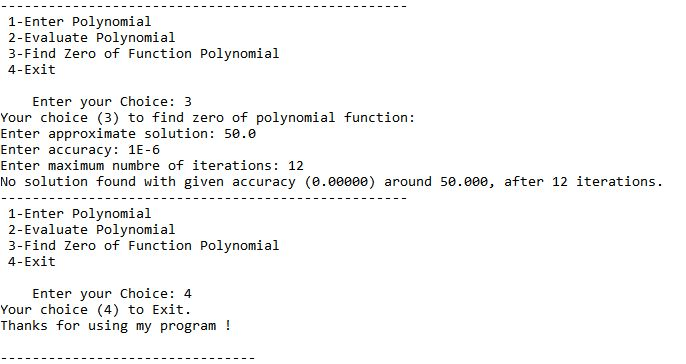 --------------------------------------------------
1-Enter Polynomial
2-Evaluate Polynomial
3-Find Zero of Function Polynomial
4-Exit
Enter your Choice: 3
Your choice (3) to find zero of polynomial function:
Enter approximate solution: 50.0
Enter accuracy: 1E-6
Enter maximum numbre of iterations: 12
No solution found with given accuracy (0.00000) around 50.000, after 12 iterations.
--------------------------------------------------
1-Enter Polynomial
2-Evaluate Polynomial
3-Find Zero of Function Polynomial
4-Exit
Enter your Choice: 4
Your choice (4) to Exit.
Thanks for using my program !
-------------------------------